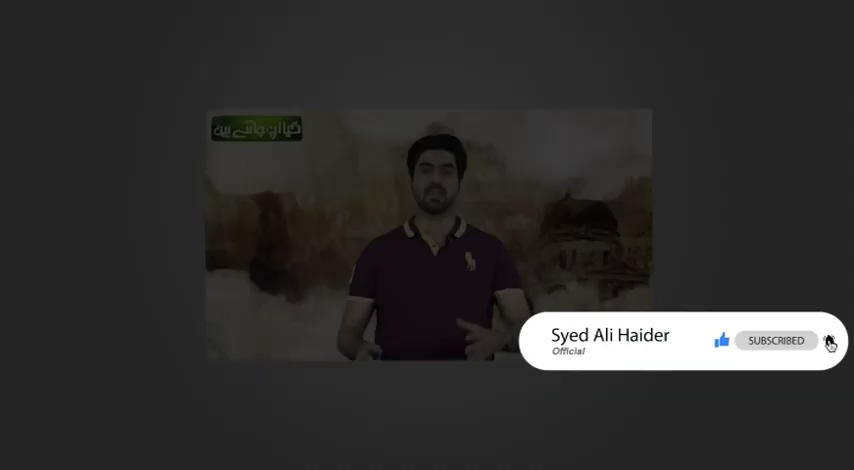 کیا آپ جانتے ہیں
Syed Ali Haider
Official
SUBSCRIBED